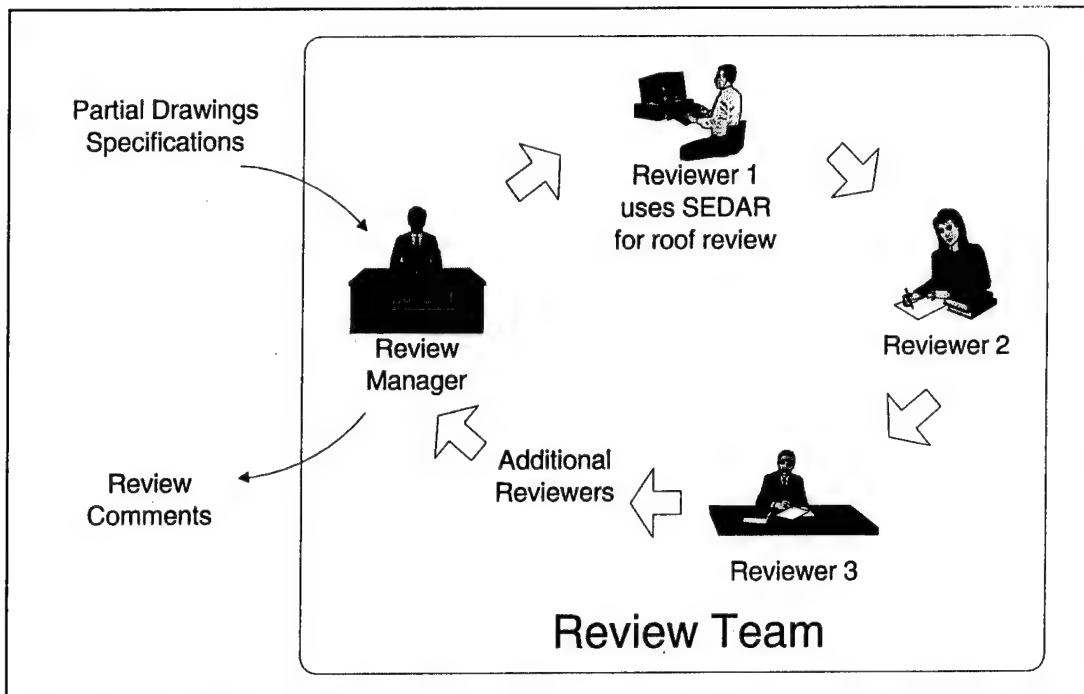 Partial Drawings
Specifications
Reviewer 1
uses SEDAR
for roof review
Reviewer 2
Review
Manager
Additional
Reviewers
Review
Comments
Reviewer 3
Review Team